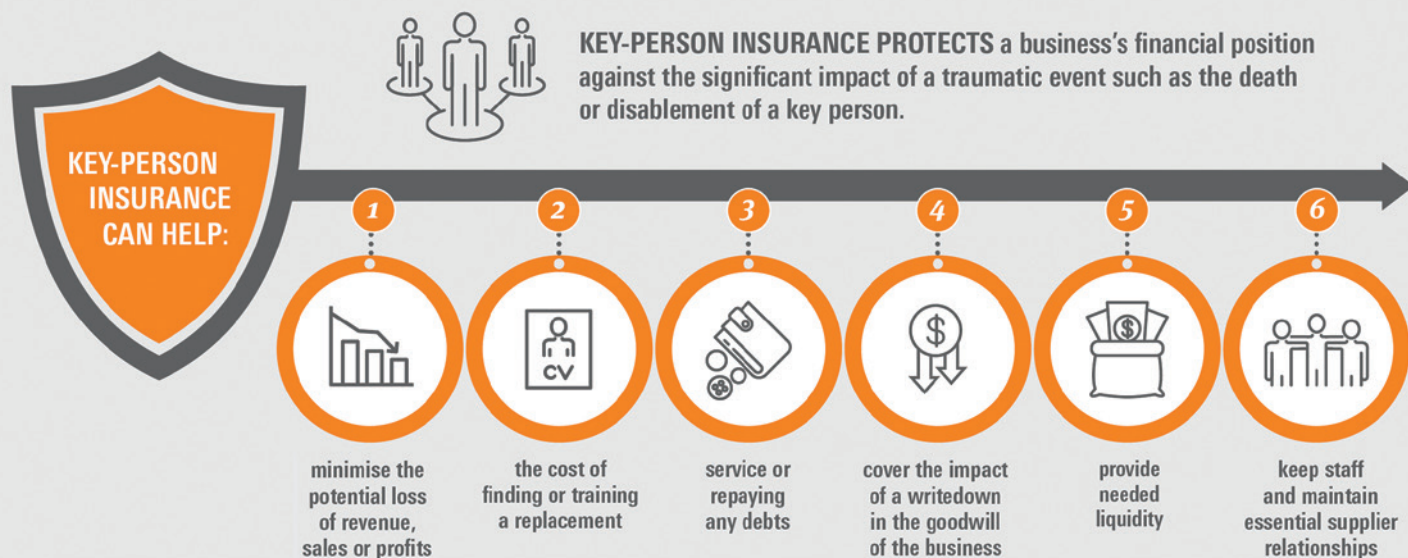 KEY-PERSON INSURANCE PROTECTS a business's financial position
against the significant impact of a traumatic event such as the death
or disablement of a key person.
KEY-PERSON
INSURANCE
CAN HELP:
1
minimise the
potential loss
of revenue,
sales or profits
2
CV
the cost of
finding or training
a replacement
3
service or
repaying
any debts
4
$
cover the impact
of a writedown
in the goodwill
of the business
5
$
provide
needed
liquidity
6
keep staff
and maintain
essential supplier
relationships